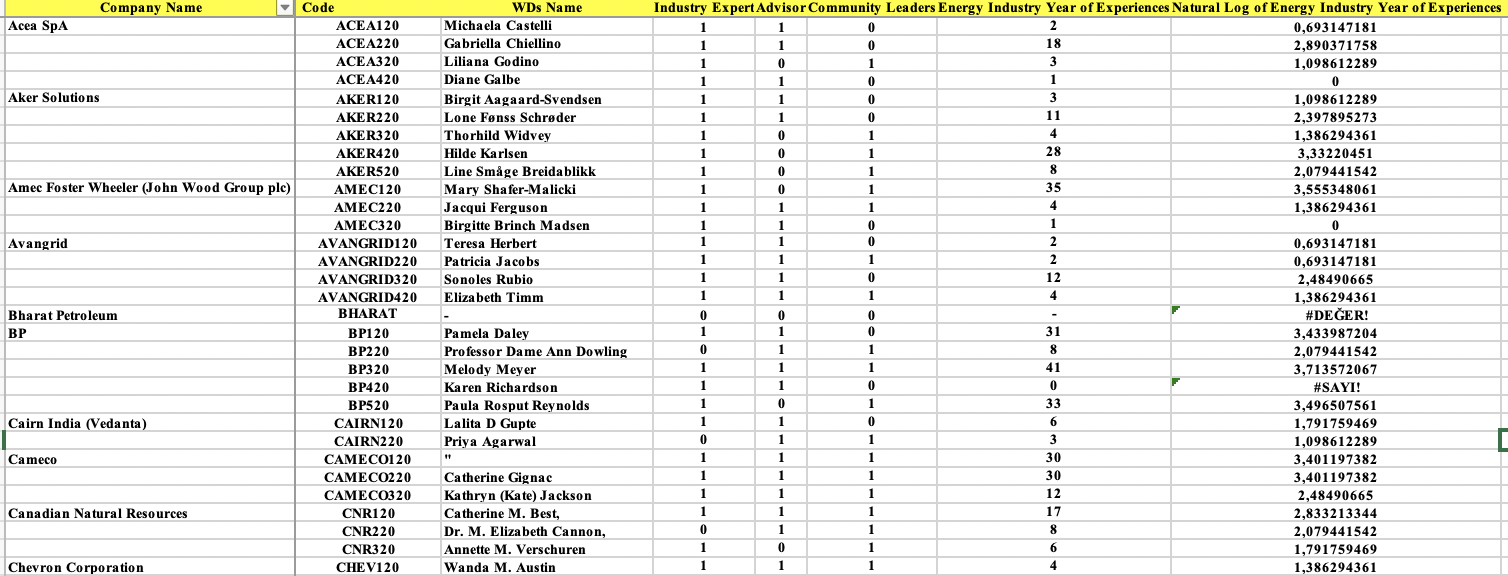 Company Name Code WDs Name Industry Expert Advisor Community Leaders Energy Industry Year of Experiences Natural Log of Energy Industry Year of Experiences
Acea SpA ACEA120 Michaela Castelli 1 1 0 2 0,693147181
ACEA220 Gabriella Chiellino 1 1 0 18 2,890371758
ACEA320 Liliana Godino 1 0 1 3 1,098612289
ACEA420 Diane Galbe 1 1 0 1 0
Aker Solutions AKER120 Birgit Aagaard-Svendsen 1 1 0 3 1,098612289
AKER220 Lone Fønss Schrøder 1 1 0 11 2,397895273
AKER320 Thorhild Widvey 1 0 1 4 1,386294361
AKER420 Hilde Karlsen 1 0 1 28 3,33220451
AKER520 Line Småge Breidablikk 1 0 1 8 2,079441542
Amec Foster Wheeler (John Wood Group plc) AMEC120 Mary Shafer-Malicki 1 0 1 35 3,555348061
AMEC220 Jacqui Ferguson 1 1 1 4 1,386294361
AMEC320 Birgitte Brinch Madsen 1 1 0 1 0
Avangrid AVANGRID120 Teresa Herbert 1 1 0 2 0,693147181
AVANGRID220 Patricia Jacobs 1 1 1 2 0,693147181
AVANGRID320 Sonoles Rubio 1 1 0 12 2,48490665
AVANGRID420 Elizabeth Timm 1 1 1 4 1,386294361
Bharat Petroleum BHARAT - 0 0 0 - #DEĞER!
BP BP120 Pamela Daley 1 1 0 31 3,433987204
BP220 Professor Dame Ann Dowling 0 1 1 8 2,079441542
BP320 Melody Meyer 1 1 1 41 3,713572067
BP420 Karen Richardson 1 1 0 0 #SAYI!
BP520 Paula Rosput Reynolds 1 0 1 33 3,496507561
Cairn India (Vedanta) CAIRN120 Lalita D Gupte 1 1 0 6 1,791759469
CAIRN220 Priya Agarwal 0 1 1 3 1,098612289
Cameco CAMECO120 " 1 1 1 30 3,401197382
CAMECO220 Catherine Gignac 1 1 1 30 3,401197382
CAMECO320 Kathryn (Kate) Jackson 1 1 1 12 2,48490665
Canadian Natural Resources CNR120 Catherine M. Best, 1 1 1 17 2,833213344
CNR220 Dr. M. Elizabeth Cannon, 0 1 1 8 2,079441542
CNR320 Annette M. Verschuren 1 0 1 6 1,791759469
Chevron Corporation CHEV120 Wanda M. Austin 1 1 1 4 1,386294361